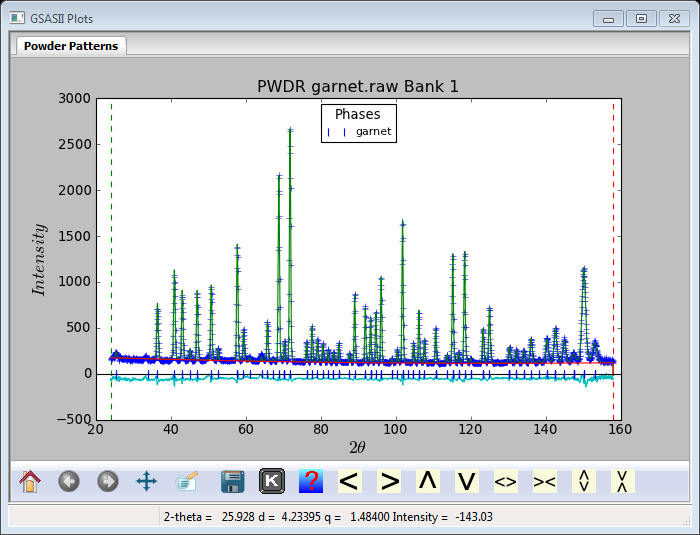 GSASII Plots
Powder Patterns
PWDR garnet.raw Bank 1
Phases
garnet
3000
2500
2000
1500
1000
500
0
−500
Intensity
20 40 60 80 100 120 140 160
2θ
K ? < > Λ V <> ><
2-theta = 25.928 d = 4.23395 q = 1.48400 Intensity = -143.03